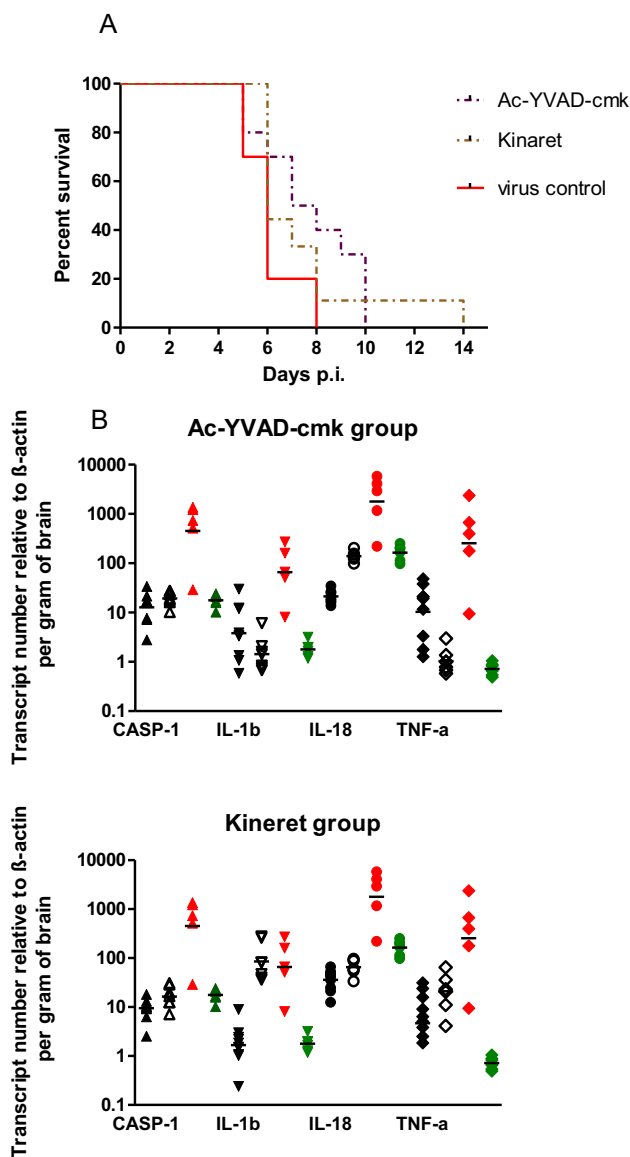 A
100
80
60
40
20
0
Percent survival
0 2 4 6 8 10 12 14
Days p.i.
Ac-YVAD-cmk
Kinaret
virus control
B
Ac-YVAD-cmk group
Transcript number relative to ß-actin
per gram of brain
10000
1000
100
10
1
0.1
CASP-1 IL-1b IL-18 TNF-a
Kineret group
Transcript number relative to ß-actin
per gram of brain
10000
1000
100
10
1
0.1
CASP-1 IL-1b IL-18 TNF-a